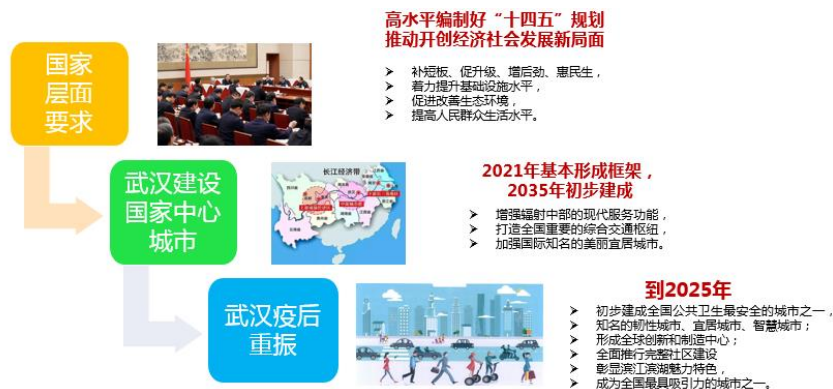 高水平编制好“十四五”规划
推动开创经济社会发展新局面
国家
层面
要求
➢ 补短板、促升级、增后劲、惠民生，
➢ 着力提升基础设施水平，
➢ 促进改善生态环境，
➢ 提高人民群众生活水平。
武汉建设
国家中心
城市
长江经济带
2021年基本形成框架，
2035年初步建成
➢ 增强辐射中部的现代服务功能，
➢ 打造全国重要的综合交通枢纽，
➢ 加强国际知名的美丽宜居城市。
武汉疫后
重振
到2025年
➢ 初步建成全国公共卫生最安全的城市之一，
➢ 知名的韧性城市、宜居城市、智慧城市；
➢ 形成全球创新和制造中心；
➢ 全面推行完整社区建设
➢ 彰显滨江滨湖魅力特色，
➢ 成为全国最具吸引力的城市之一。